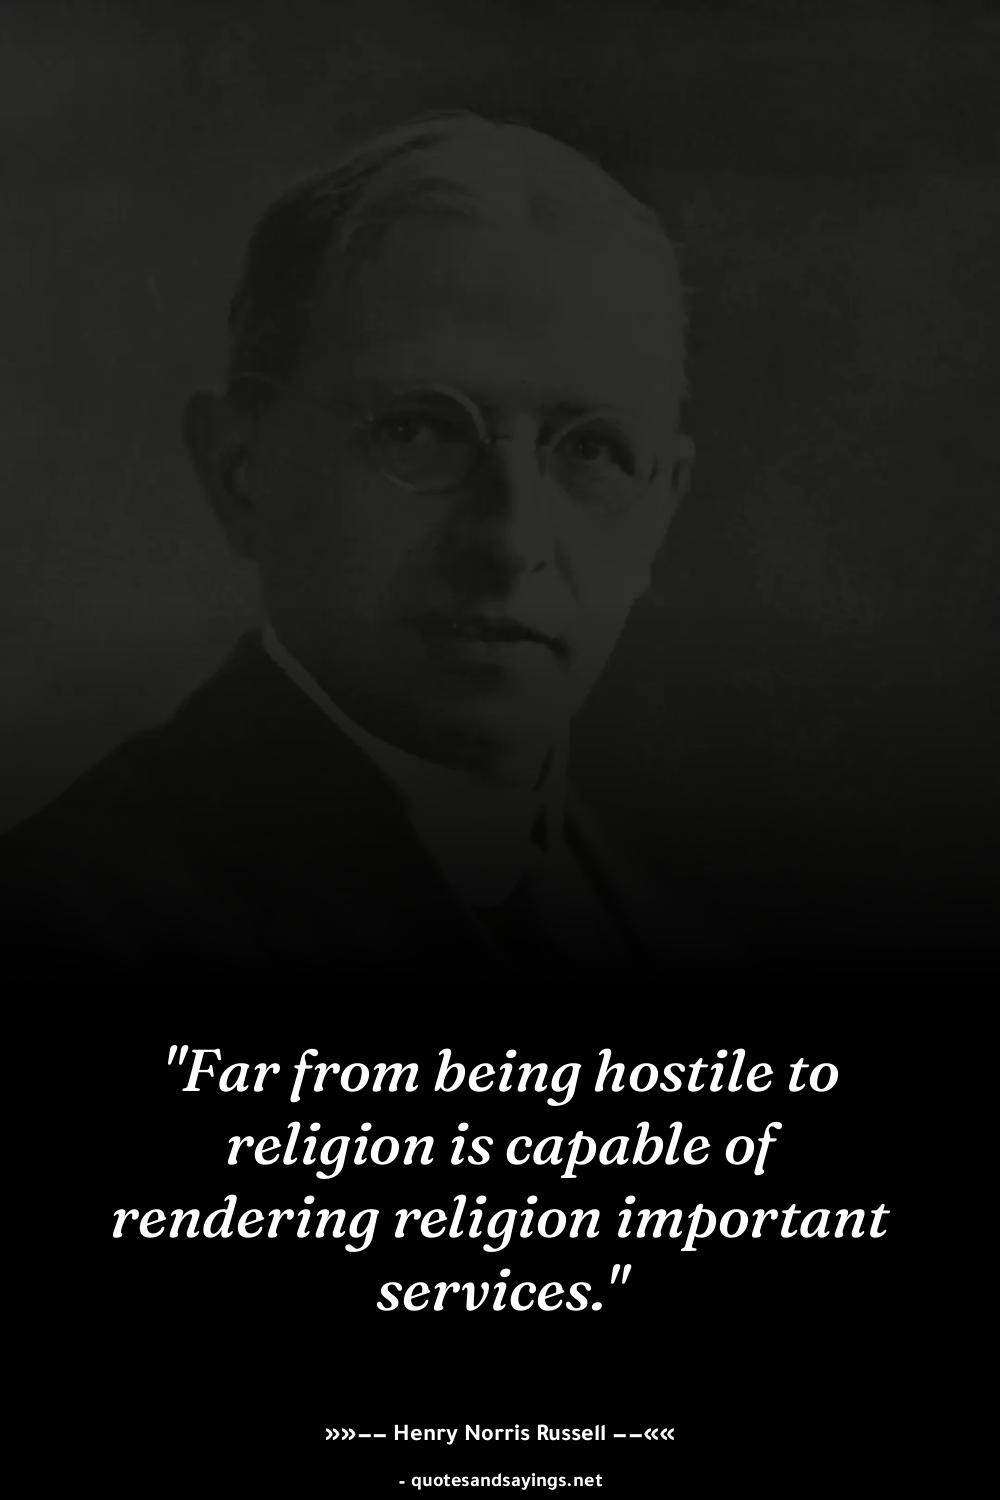 "Far from being hostile to
religion is capable of
rendering religion important
services."
»»−− Henry Norris Russell −−««
- quotesandsayings.net